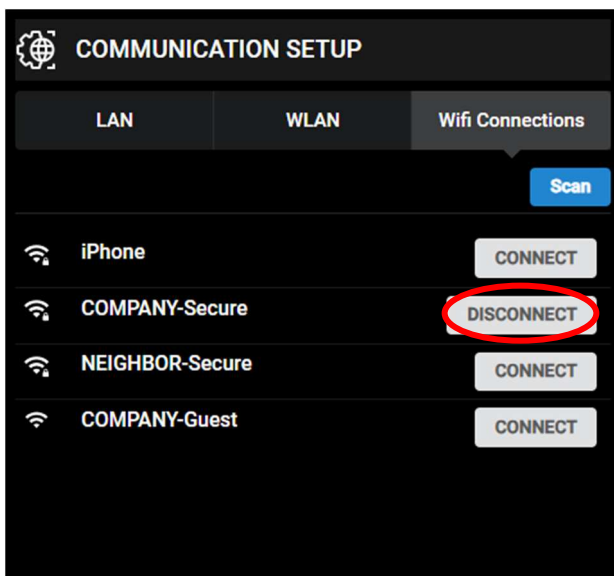 COMMUNICATION SETUP
LAN WLAN Wifi Connections
Scan
iPhone CONNECT
COMPANY-Secure DISCONNECT
NEIGHBOR-Secure CONNECT
COMPANY-Guest CONNECT